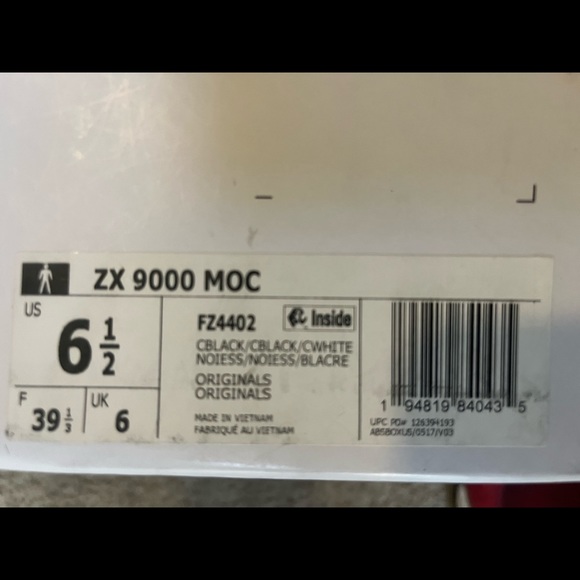 ZX 9000 MOC
US
6 1/2
F
39 1/3
UK
6
FZ4402
Inside
CBLACK/CBLACK/CWHITE
NOIESS/NOIESS/BLACRE
ORIGINALS
ORIGINALS
MADE IN VIETNAM
FABRIQUÉ AU VIETNAM
1 94819 84043 5
UPC PO# 126394193
ABSBOXUS/0517/V03